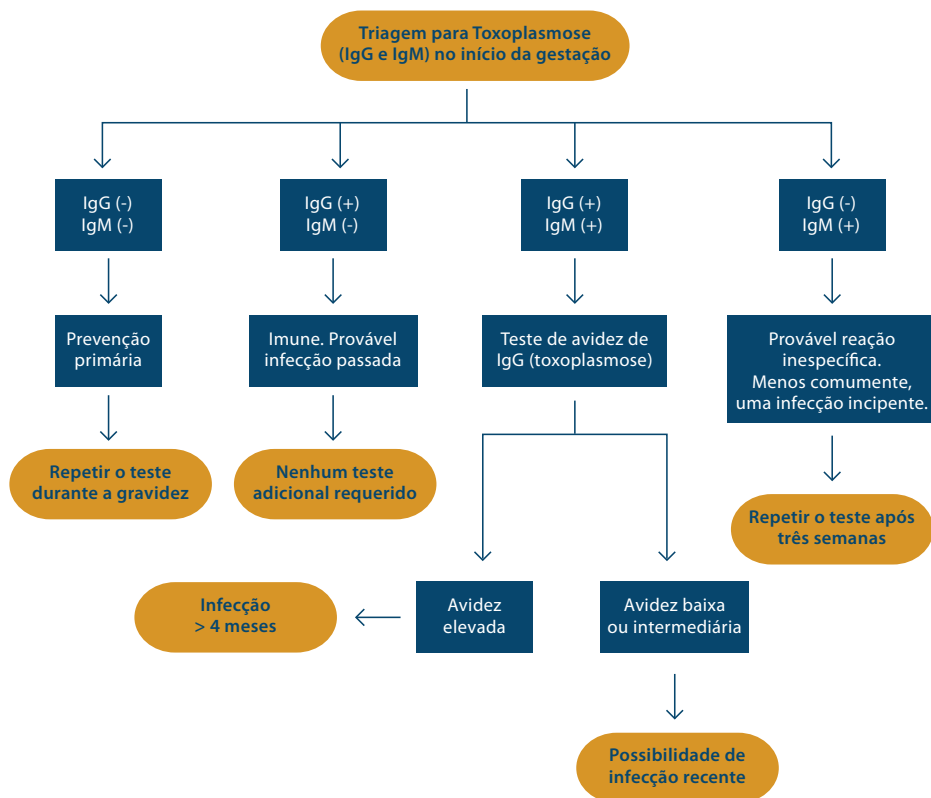 Triagem para Toxoplasmose
(IgG e IgM) no início da gestação
IgG (-)
IgM (-)
IgG (+)
IgM (-)
IgG (+)
IgM (+)
IgG (-)
IgM (+)
Prevenção
primária
Imune. Provável
infecção passada
Teste de avidez de
IgG (toxoplasmose)
Provável reação
inespecífica.
Menos comumente,
uma infecção incipente.
Repetir o teste
durante a gravidez
Nenhum teste
adicional requerido
Repetir o teste após
três semanas
Infecção
> 4 meses
Avidez
elevada
Avidez baixa
ou intermediária
Possibilidade de
infecção recente